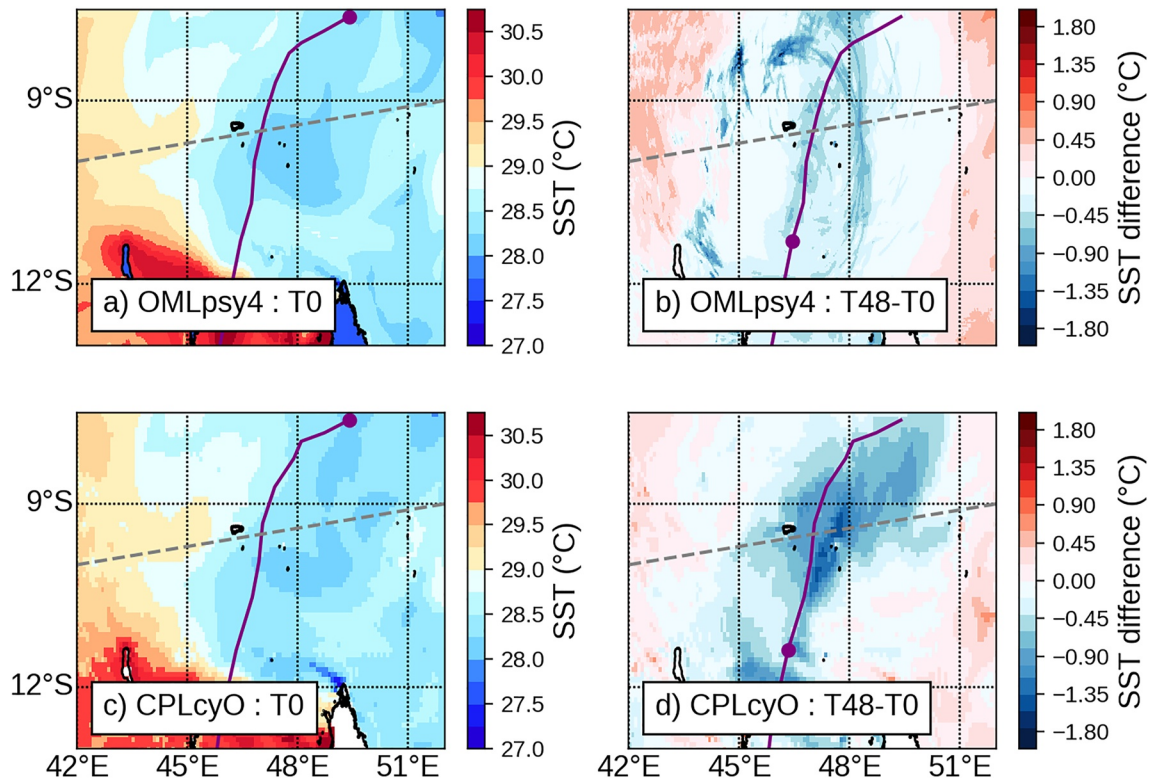 30.5
30.0
29.5
29.0
28.5
28.0
27.5
27.0
SST (°C)
9°S
12°S
a) OMLpsy4 : T0
1.80
1.35
0.90
0.45
0.00
−0.45
−0.90
−1.35
−1.80
SST difference (°C)
b) OMLpsy4 : T48-T0
30.5
30.0
29.5
29.0
28.5
28.0
27.5
27.0
SST (°C)
9°S
12°S
c) CPLcyO : T0
42°E 45°E 48°E 51°E
1.80
1.35
0.90
0.45
0.00
−0.45
−0.90
−1.35
−1.80
SST difference (°C)
d) CPLcyO : T48-T0
42°E 45°E 48°E 51°E